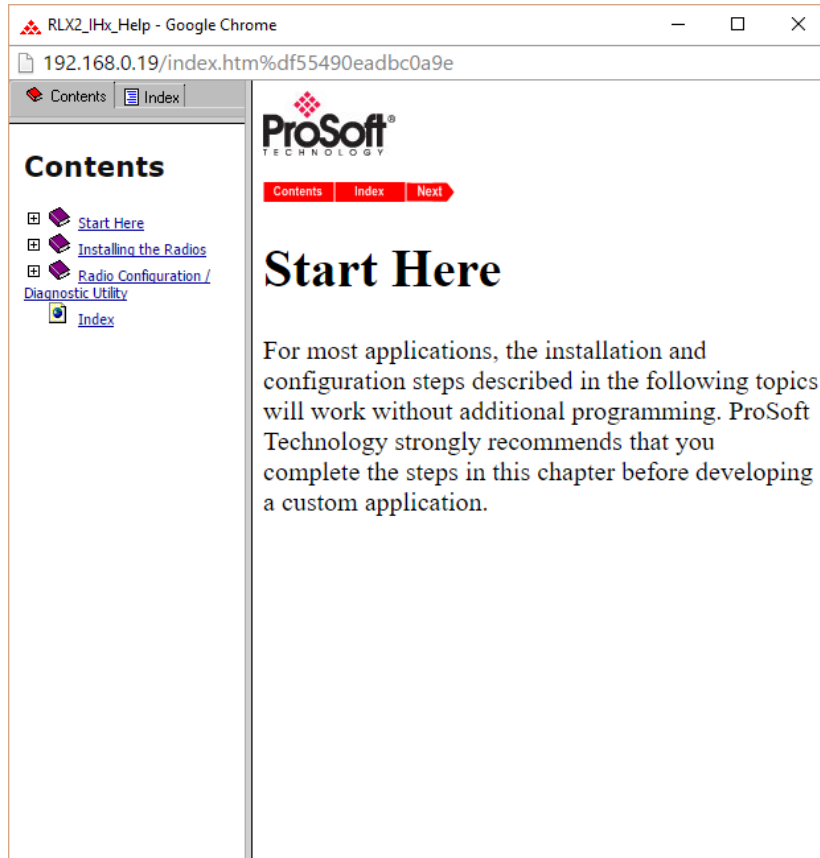 RLX2_IHx_Help - Google Chrome
192.168.0.19/index.htm%df55490eadbc0a9e
Contents
Index
Contents
Start Here
Installing the Radios
Radio Configuration /
Diagnostic Utility
Index
ProSoft®
TECHNOLOGY
Contents Index Next
Start Here
For most applications, the installation and
configuration steps described in the following topics
will work without additional programming. ProSoft
Technology strongly recommends that you
complete the steps in this chapter before developing
a custom application.